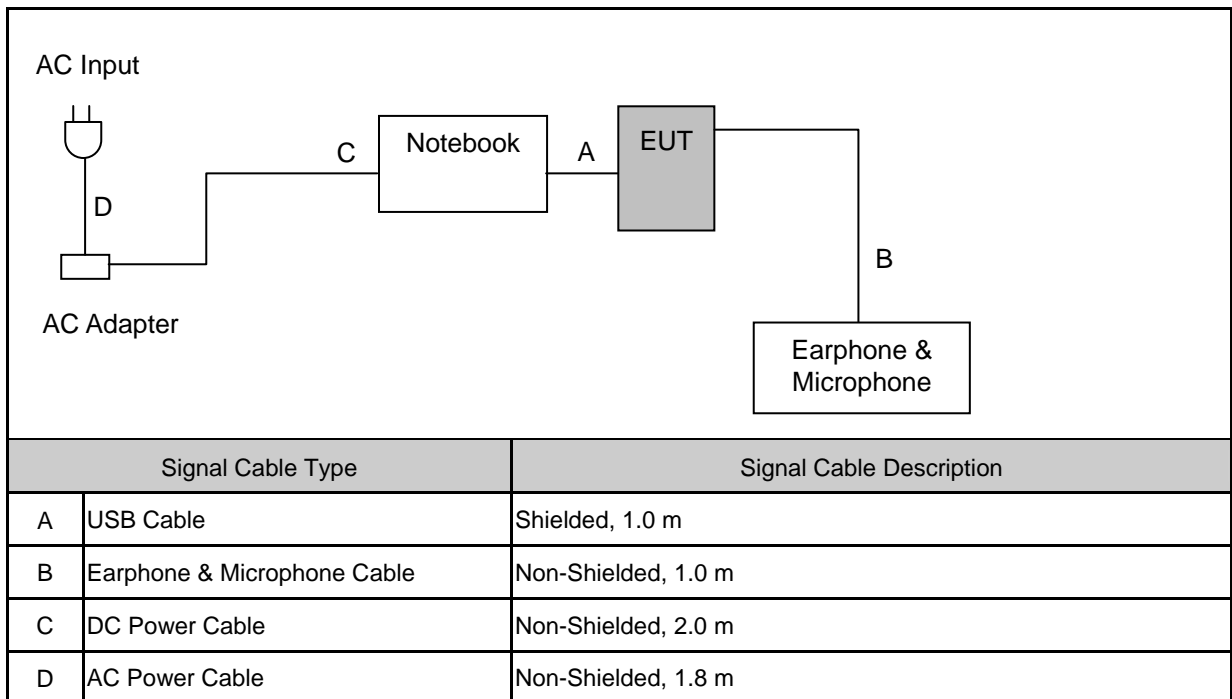 AC Input
D
AC Adapter
C
Notebook
A
EUT
B
Earphone &
Microphone
Signal Cable Type Signal Cable Description
A USB Cable Shielded, 1.0 m
B Earphone & Microphone Cable Non-Shielded, 1.0 m
C DC Power Cable Non-Shielded, 2.0 m
D AC Power Cable Non-Shielded, 1.8 m